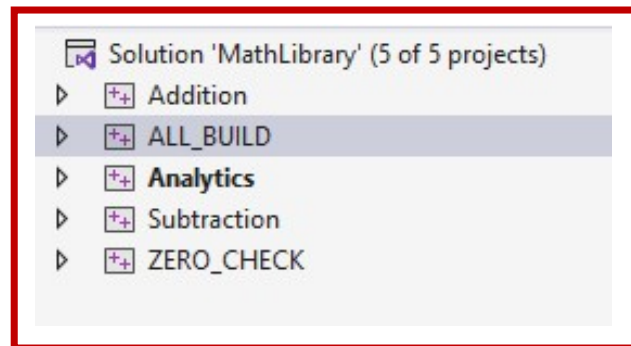 Solution 'MathLibrary' (5 of 5 projects)
Addition
ALL_BUILD
Analytics
Subtraction
ZERO_CHECK